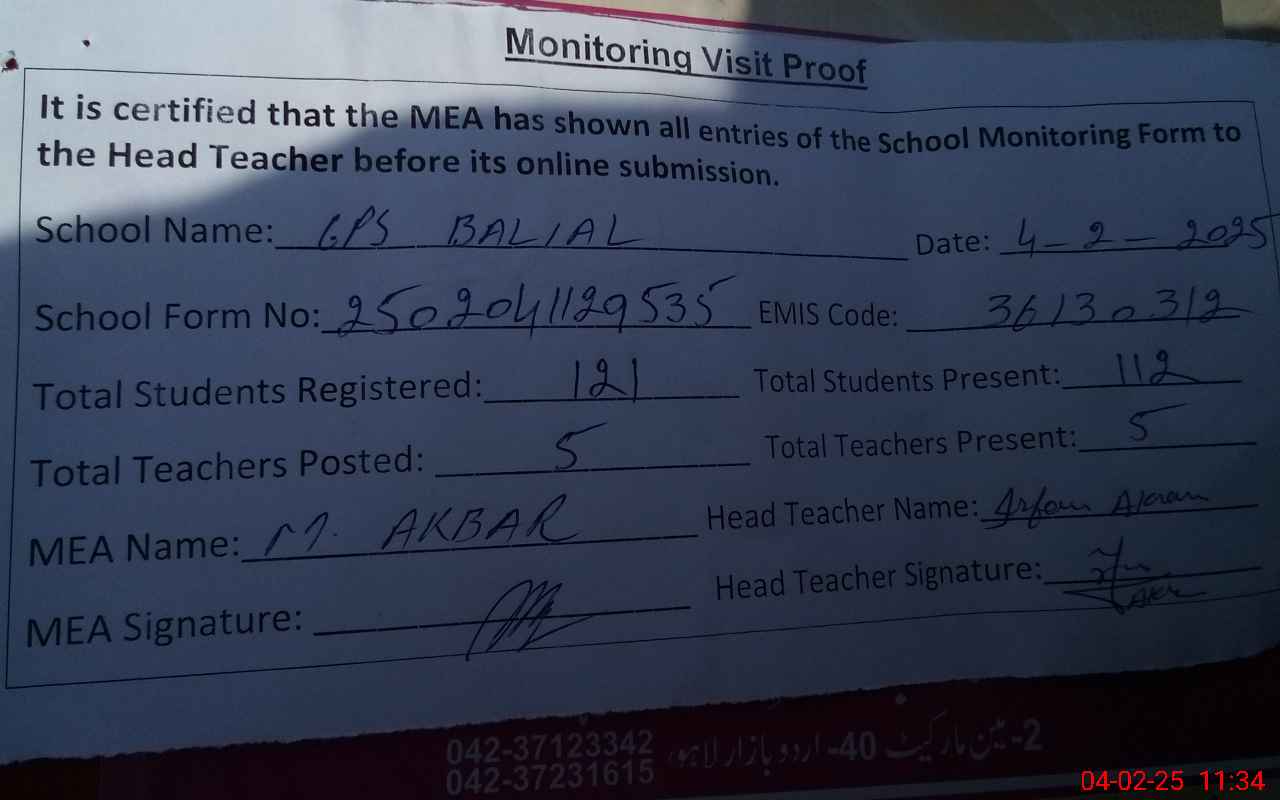 Monitoring Visit Proof
It is certified that the MEA has shown all entries of the School Monitoring Form to
the Head Teacher before its online submission.
School Name: GPS BALIAL Date: 4-2-2025
School Form No: 2502041129535 EMIS Code: 36130312
Total Students Registered: 121 Total Students Present: 112
Total Teachers Posted: 5 Total Teachers Present: 5
MEA Name: M. AKBAR Head Teacher Name: Irfan Akram
MEA Signature: Head Teacher Signature:
042-37123342 2-مین مارکیٹ 40-اردو بازار لاہور
042-37231615
04-02-25 11:34